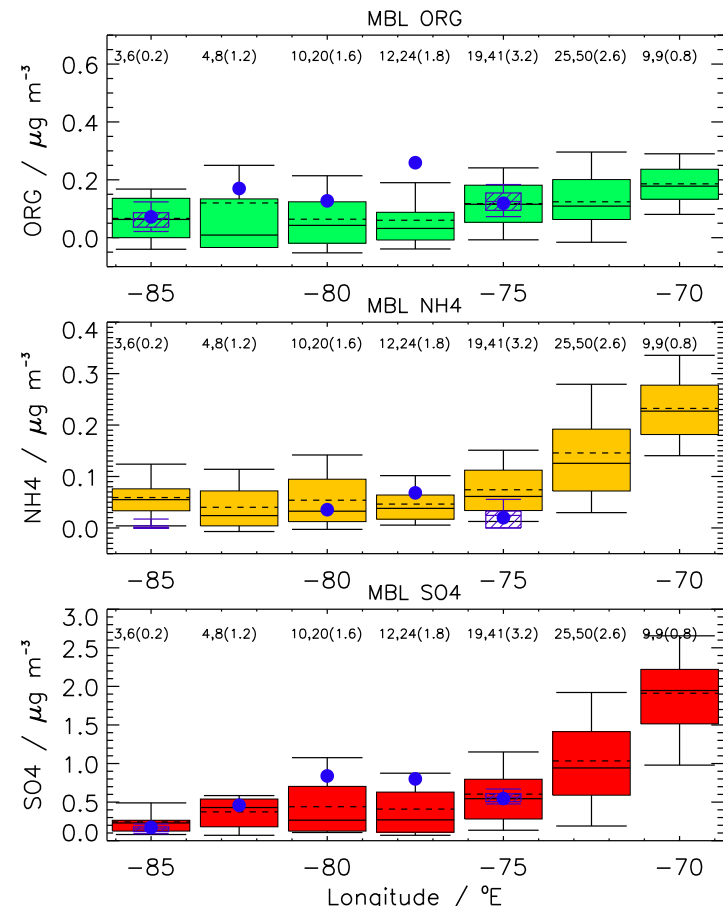 MBL ORG
3,6(0.2) 4,8(1.2) 10,20(1.6) 12,24(1.8) 19,41(3.2) 25,50(2.6) 9,9(0.8)
0.6
0.4
0.2
0.0
ORG / μg m⁻³
−85 −80 −75 −70
MBL NH4
3,6(0.2) 4,8(1.2) 10,20(1.6) 12,24(1.8) 19,41(3.2) 25,50(2.6) 9,9(0.8)
0.4
0.3
0.2
0.1
0.0
NH4 / μg m⁻³
−85 −80 −75 −70
MBL SO4
3,6(0.2) 4,8(1.2) 10,20(1.6) 12,24(1.8) 19,41(3.2) 25,50(2.6) 9,9(0.8)
3.0
2.5
2.0
1.5
1.0
0.5
0.0
SO4 / μg m⁻³
−85 −80 −75 −70
Longitude / °E